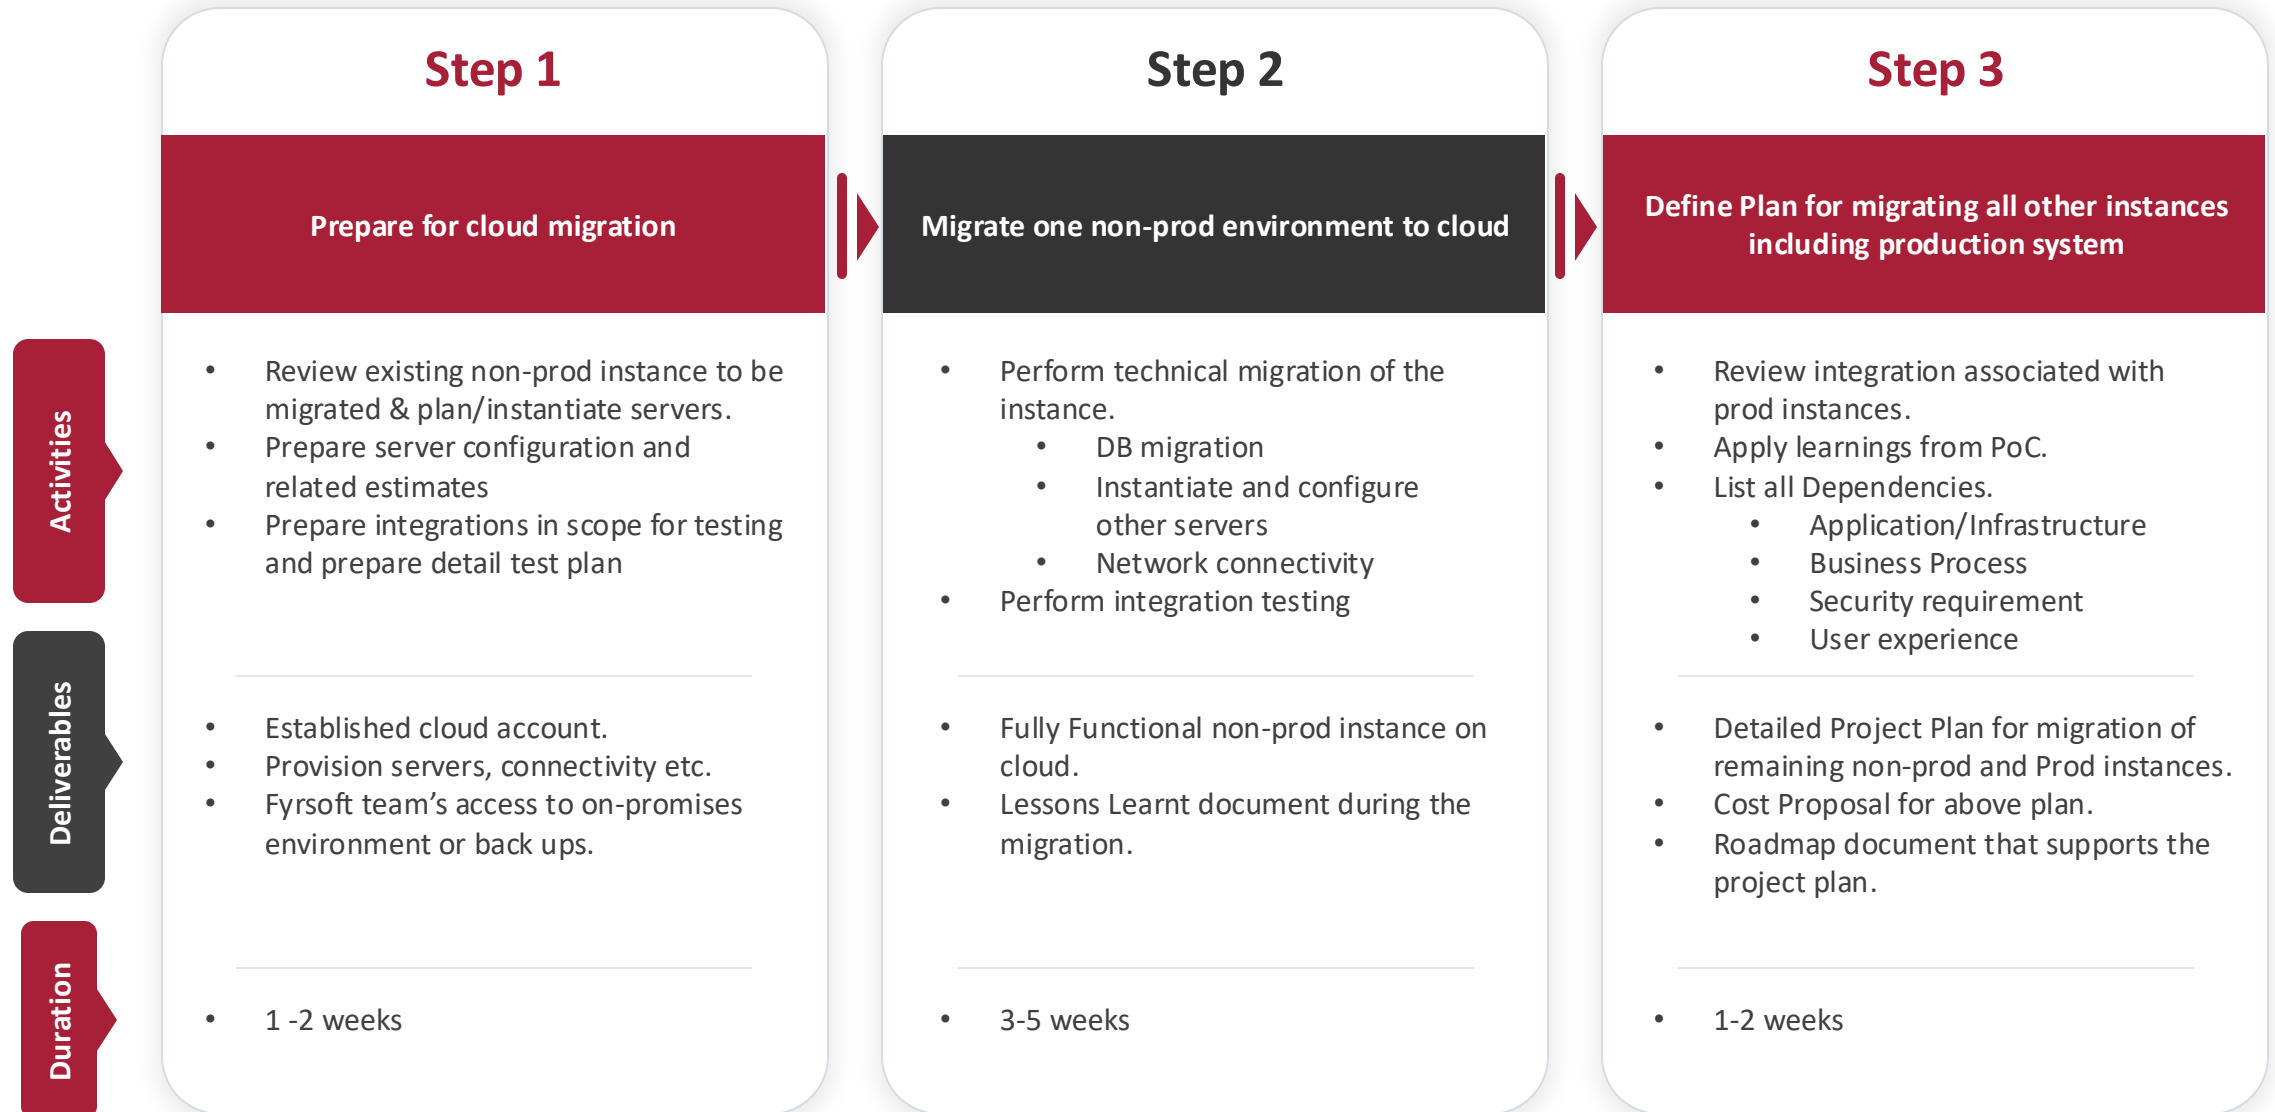 Step 1
Prepare for cloud migration
Step 2
Migrate one non-prod environment to cloud
Step 3
Define Plan for migrating all other instances
including production system
Activities
• Review existing non-prod instance to be
migrated & plan/instantiate servers.
• Prepare server configuration and
related estimates
• Prepare integrations in scope for testing
and prepare detail test plan
• Perform technical migration of the
instance.
• DB migration
• Instantiate and configure
other servers
• Network connectivity
• Perform integration testing
• Review integration associated with
prod instances.
• Apply learnings from PoC.
• List all Dependencies.
• Application/Infrastructure
• Business Process
• Security requirement
• User experience
Deliverables
• Established cloud account.
• Provision servers, connectivity etc.
• Fyrsoft team’s access to on-promises
environment or back ups.
• Fully Functional non-prod instance on
cloud.
• Lessons Learnt document during the
migration.
• Detailed Project Plan for migration of
remaining non-prod and Prod instances.
• Cost Proposal for above plan.
• Roadmap document that supports the
project plan.
Duration
• 1 -2 weeks
• 3-5 weeks
• 1-2 weeks